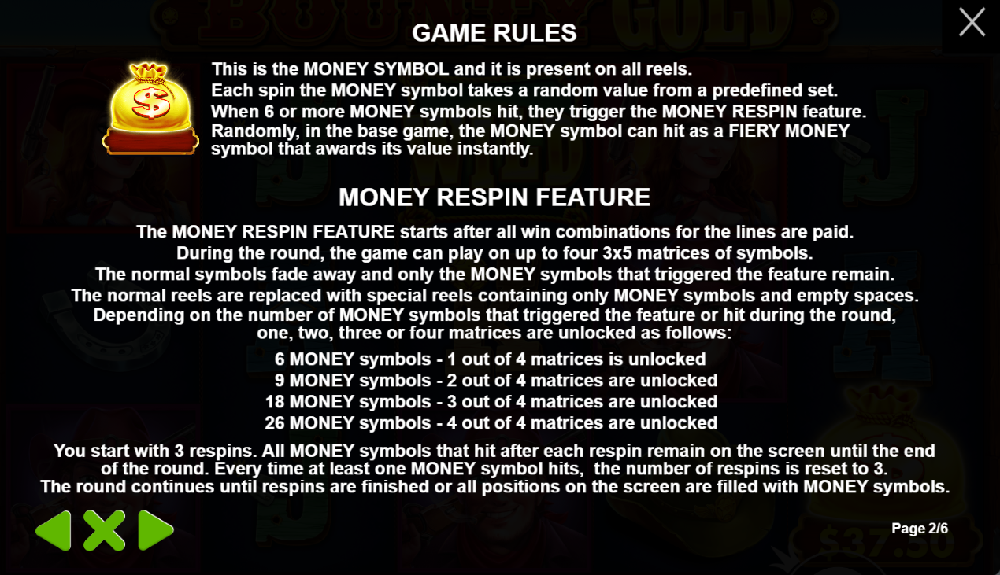 BOUNTY GOLD
GAME RULES
This is the MONEY SYMBOL and it is present on all reels.
Each spin the MONEY symbol takes a random value from a predefined set.
When 6 or more MONEY symbols hit, they trigger the MONEY RESPIN feature.
Randomly, in the base game, the MONEY symbol can hit as a FIERY MONEY
symbol that awards its value instantly.
$
J
WILD
J
MONEY RESPIN FEATURE
The MONEY RESPIN FEATURE starts after all win combinations for the lines are paid.
During the round, the game can play on up to four 3x5 matrices of symbols.
The normal symbols fade away and only the MONEY symbols that triggered the feature remain.
The normal reels are replaced with special reels containing only MONEY symbols and empty spaces.
Depending on the number of MONEY symbols that triggered the feature or hit during the round,
one, two, three or four matrices are unlocked as follows:
6 MONEY symbols - 1 out of 4 matrices is unlocked
9 MONEY symbols - 2 out of 4 matrices are unlocked
18 MONEY symbols - 3 out of 4 matrices are unlocked
26 MONEY symbols - 4 out of 4 matrices are unlocked
A
You start with 3 respins. All MONEY symbols that hit after each respin remain on the screen until the end
of the round. Every time at least one MONEY symbol hits,  the number of respins is reset to 3.
The round continues until respins are finished or all positions on the screen are filled with MONEY symbols.
J
Page 2/6
$37.50